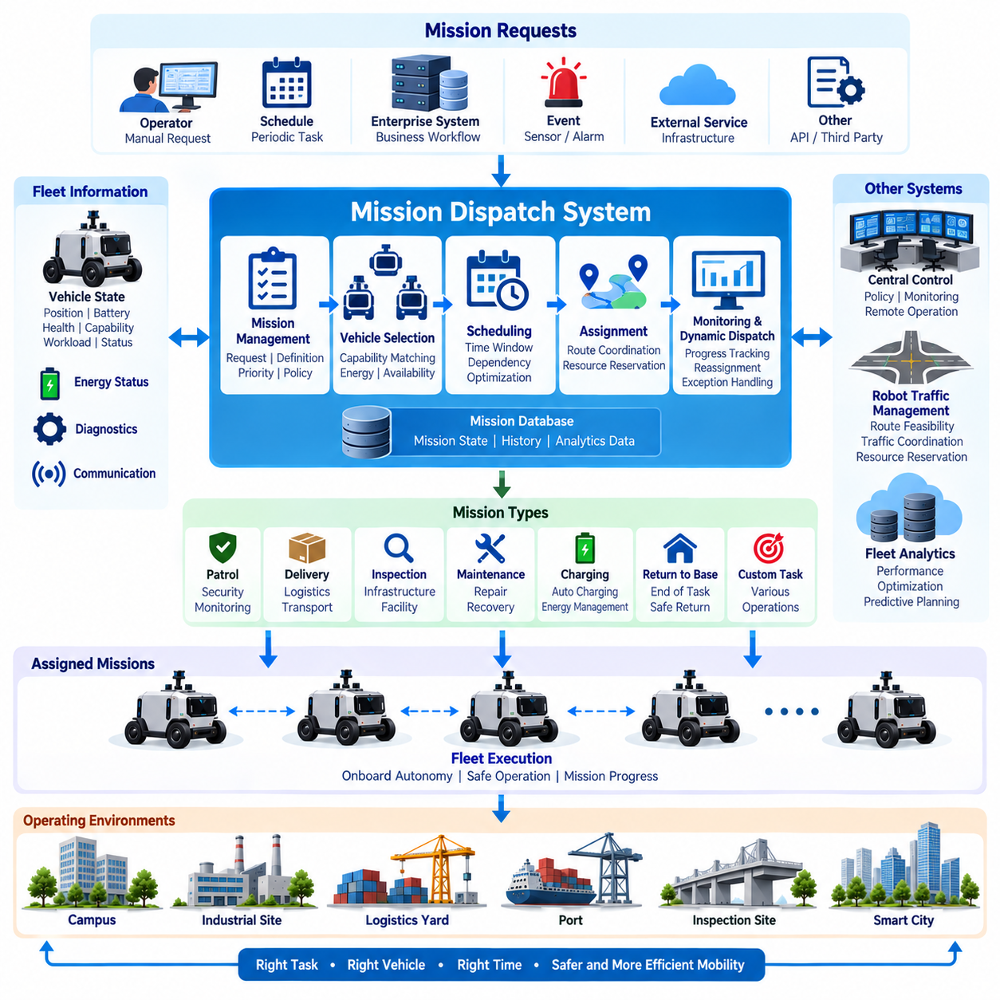 Mission Requests
Operator
Manual Request
Schedule
Periodic Task
Enterprise System
Business Workflow
Event
Sensor / Alarm
External Service
Infrastructure
Other
API / Third Party
Fleet Information
Vehicle State
Position | Battery
Health | Capability
Workload | Status
Energy Status
Diagnostics
Communication
Mission Dispatch System
Mission
Management
Request | Definition
Priority | Policy
Vehicle Selection
Capability Matching
Energy | Availability
Scheduling
Time Window
Dependency
Optimization
Assignment
Route Coordination
Resource Reservation
Monitoring &
Dynamic Dispatch
Progress Tracking
Reassignment
Exception Handling
Mission Database
Mission State | History | Analytics Data
Other Systems
Central Control
Policy | Monitoring
Remote Operation
Robot Traffic
Management
Route Feasibility
Traffic Coordination
Resource Reservation
Fleet Analytics
Performance
Optimization
Predictive Planning
Mission Types
Patrol
Security
Monitoring
Delivery
Logistics
Transport
Inspection
Infrastructure
Facility
Maintenance
Repair
Recovery
Charging
Auto Charging
Energy Management
Return to Base
End of Task
Safe Return
Custom Task
Various
Operations
Assigned Missions
Fleet Execution
Onboard Autonomy | Safe Operation | Mission Progress
Operating Environments
Campus
Industrial Site
Logistics Yard
Port
Inspection Site
Smart City
Right Task • Right Vehicle • Right Time • Safer and More Efficient Mobility